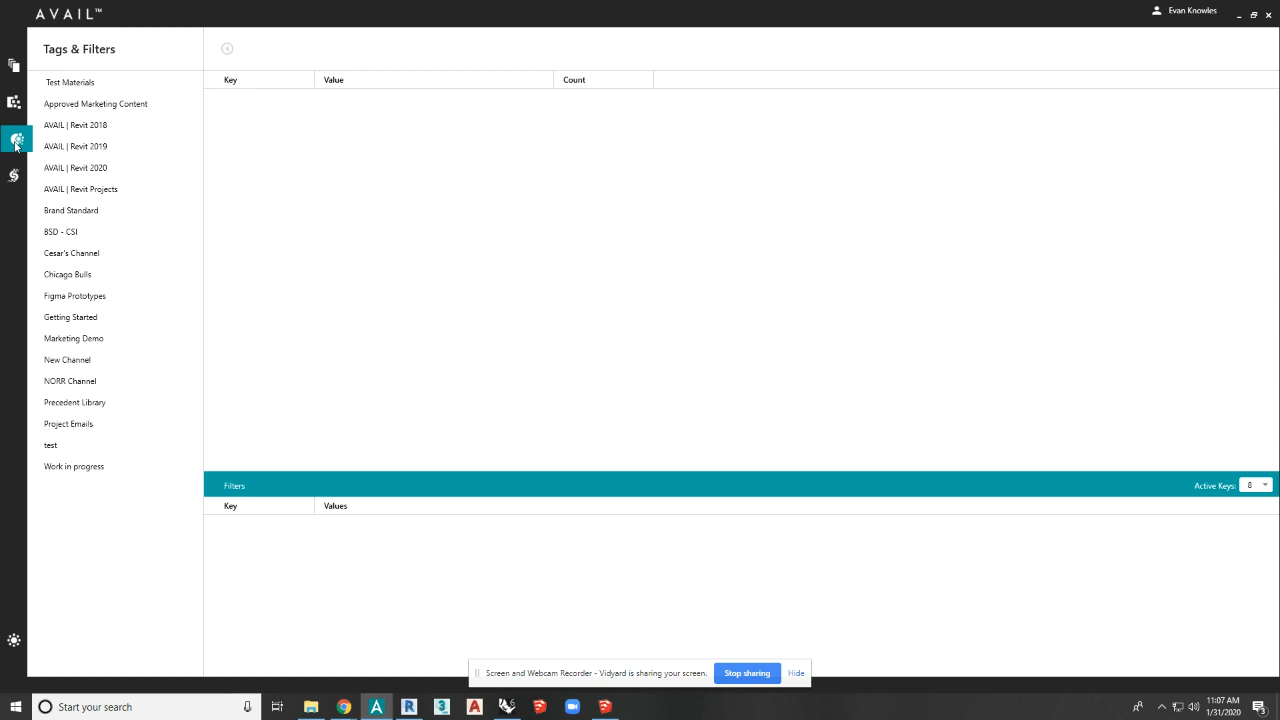 AVAIL™
Evan Knowles
Tags & Filters
Key Value Count
Test Materials
Approved Marketing Content
AVAIL | Revit 2018
AVAIL | Revit 2019
AVAIL | Revit 2020
AVAIL | Revit Projects
Brand Standard
BSD - CSI
Cesar's Channel
Chicago Bulls
Figma Prototypes
Getting Started
Marketing Demo
New Channel
NORR Channel
Precedent Library
Project Emails
test
Work in progress
Filters Active Keys: 8
Key Values
Screen and Webcam Recorder - Vidyard is sharing your screen. Stop sharing Hide
Start your search
11:07 AM
1/31/2020